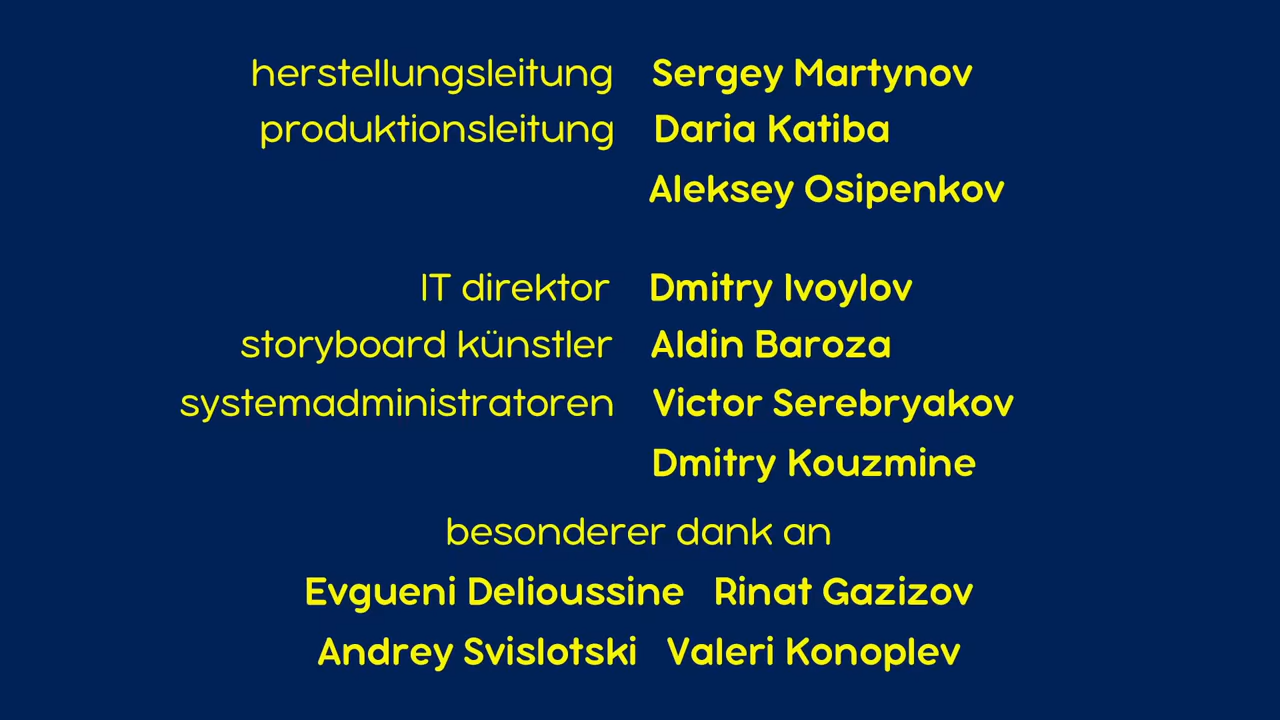 herstellungsleitung Sergey Martynov
produktionsleitung Daria Katiba
Aleksey Osipenkov
IT direktor Dmitry Ivoylov
storyboard künstler Aldin Baroza
systemadministratoren Victor Serebryakov
Dmitry Kouzmine
besonderer dank an
Evgueni Delioussine Rinat Gazizov
Andrey Svislotski Valeri Konoplev